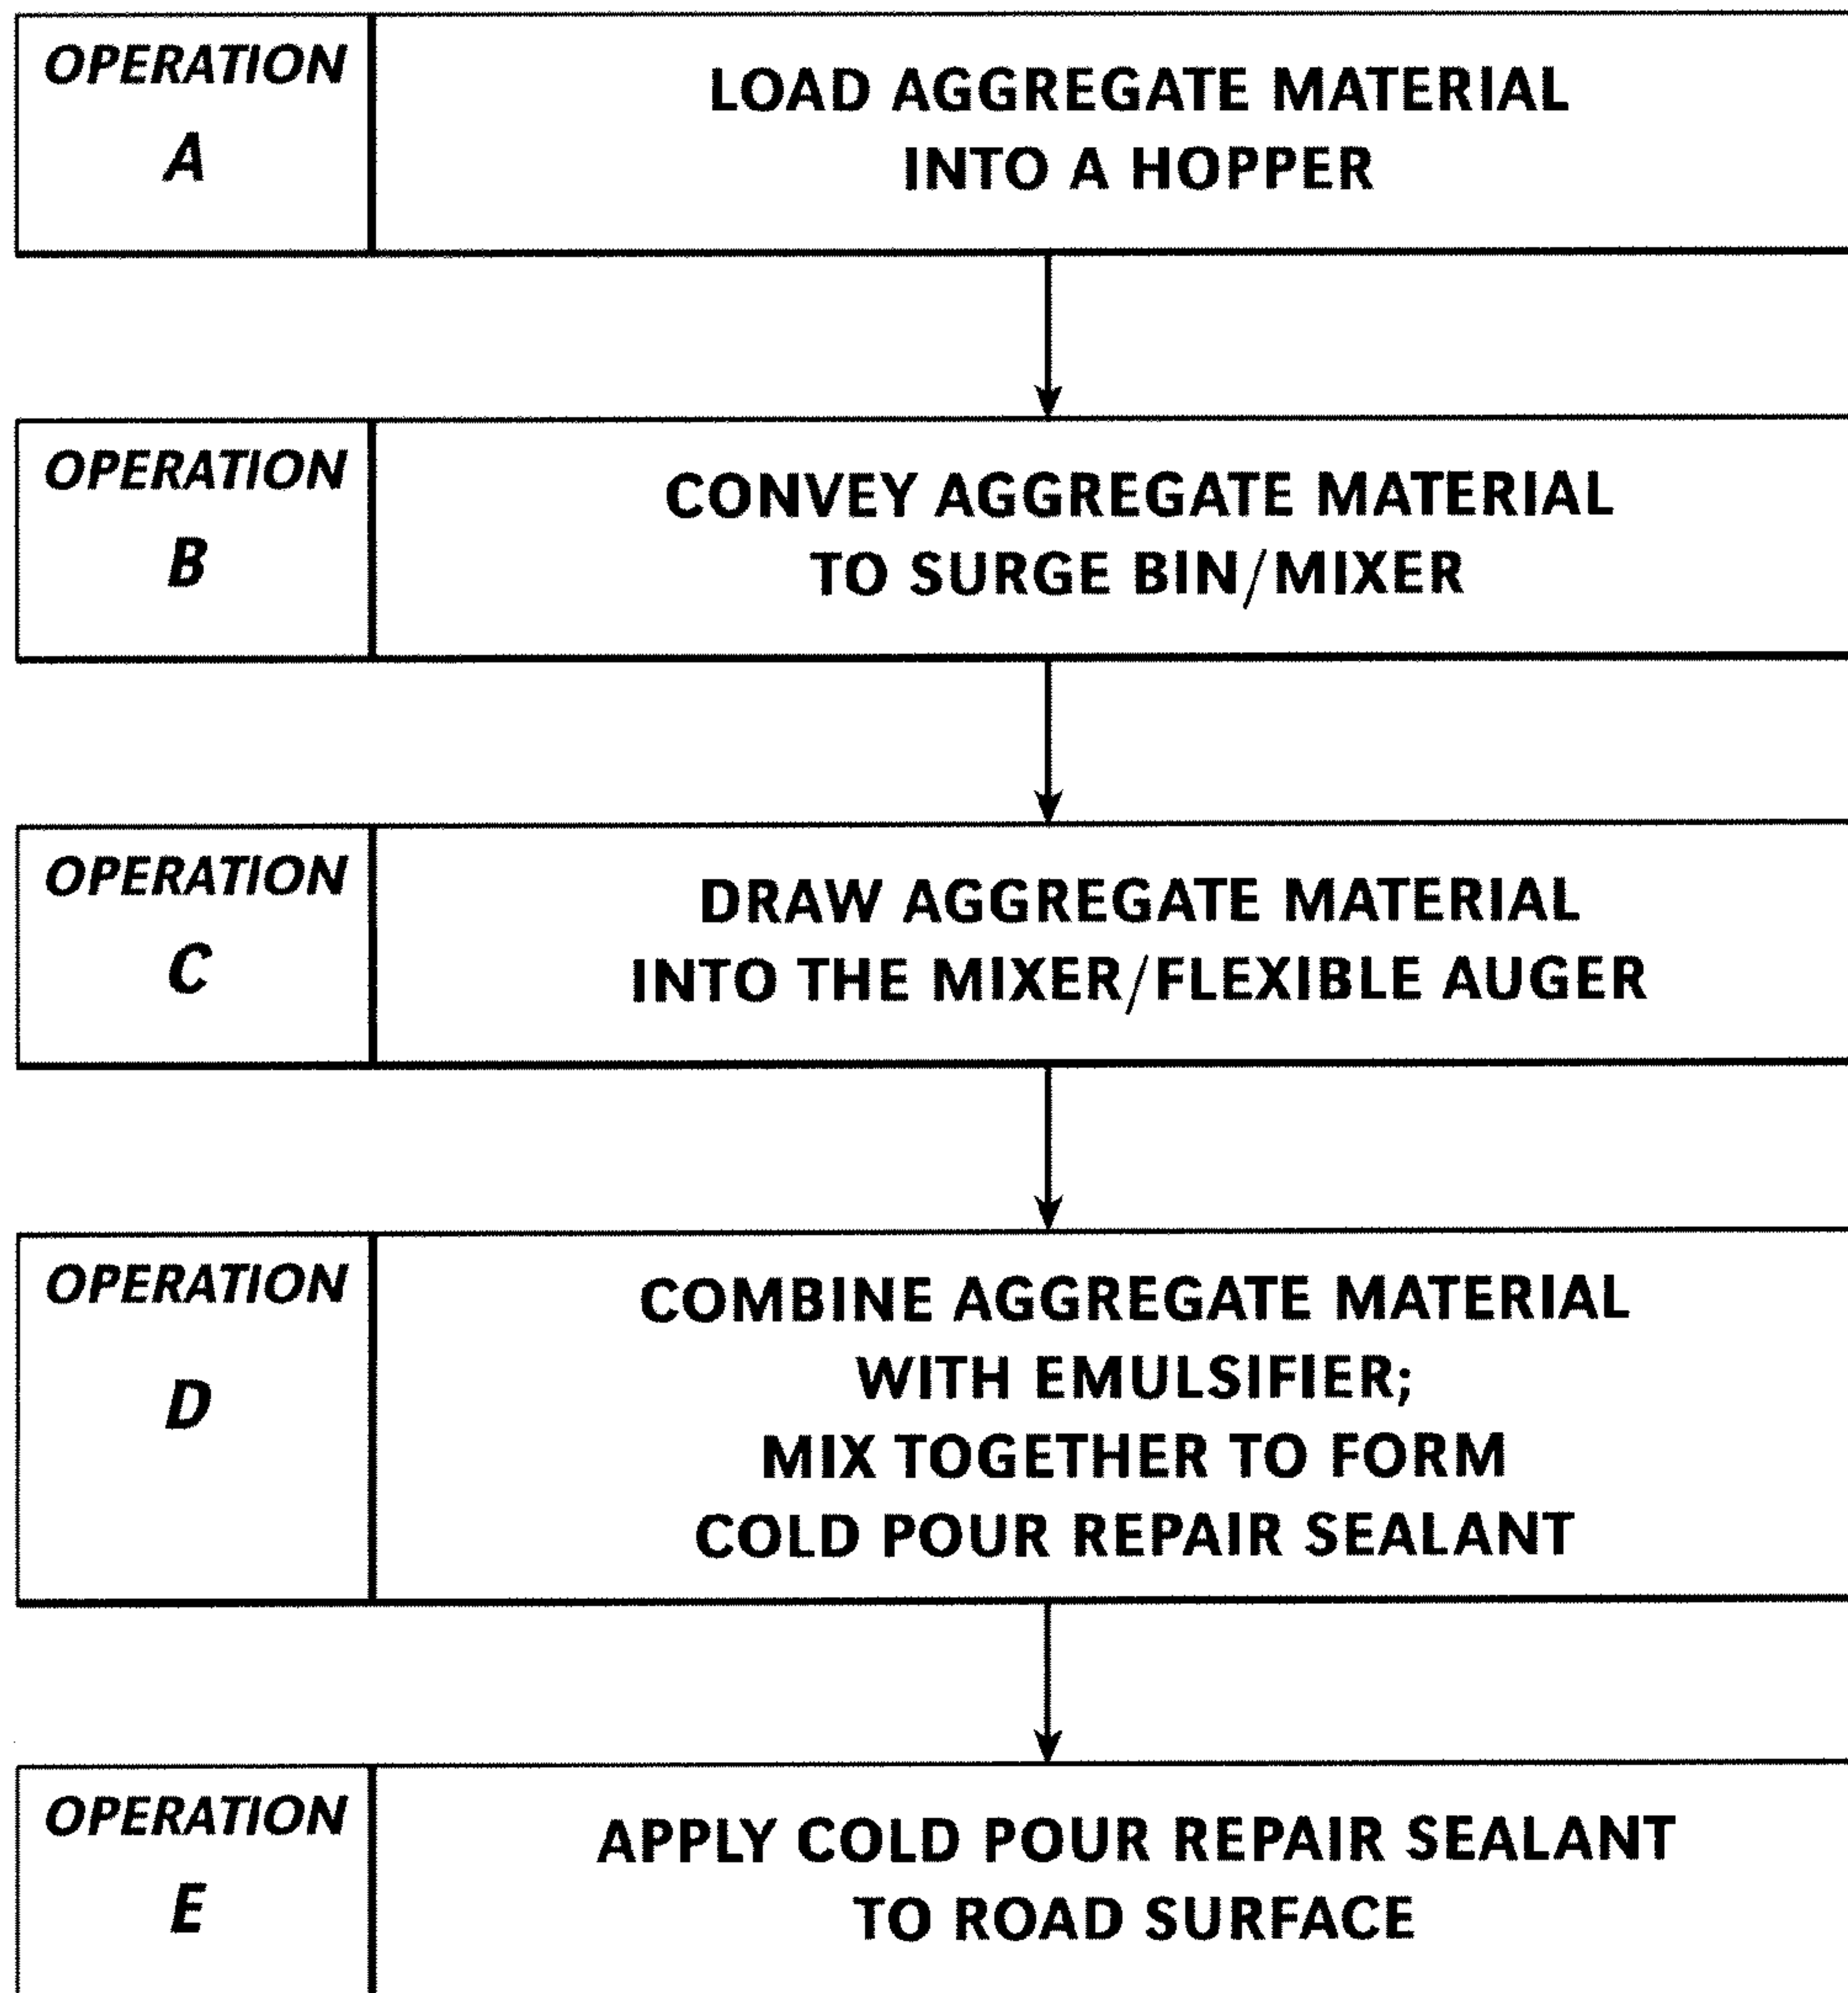 OPERATION
A
LOAD AGGREGATE MATERIAL
INTO A HOPPER
OPERATION
B
CONVEY AGGREGATE MATERIAL
TO SURGE BIN/MIXER
OPERATION
C
DRAW AGGREGATE MATERIAL
INTO THE MIXER/FLEXIBLE AUGER
OPERATION
D
COMBINE AGGREGATE MATERIAL
WITH EMULSIFIER;
MIX TOGETHER TO FORM
COLD POUR REPAIR SEALANT
OPERATION
E
APPLY COLD POUR REPAIR SEALANT
TO ROAD SURFACE